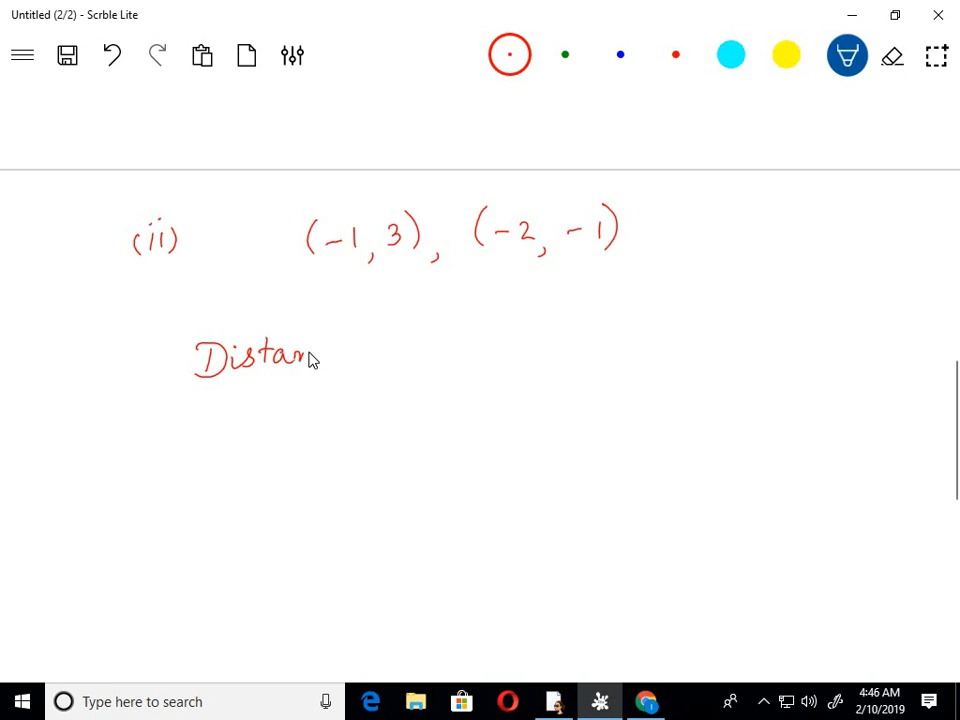 Untitled (2/2) - Scrble Lite
(ii) (-1, 3), (-2, -1)
Distan
Type here to search
4:46 AM
2/10/2019